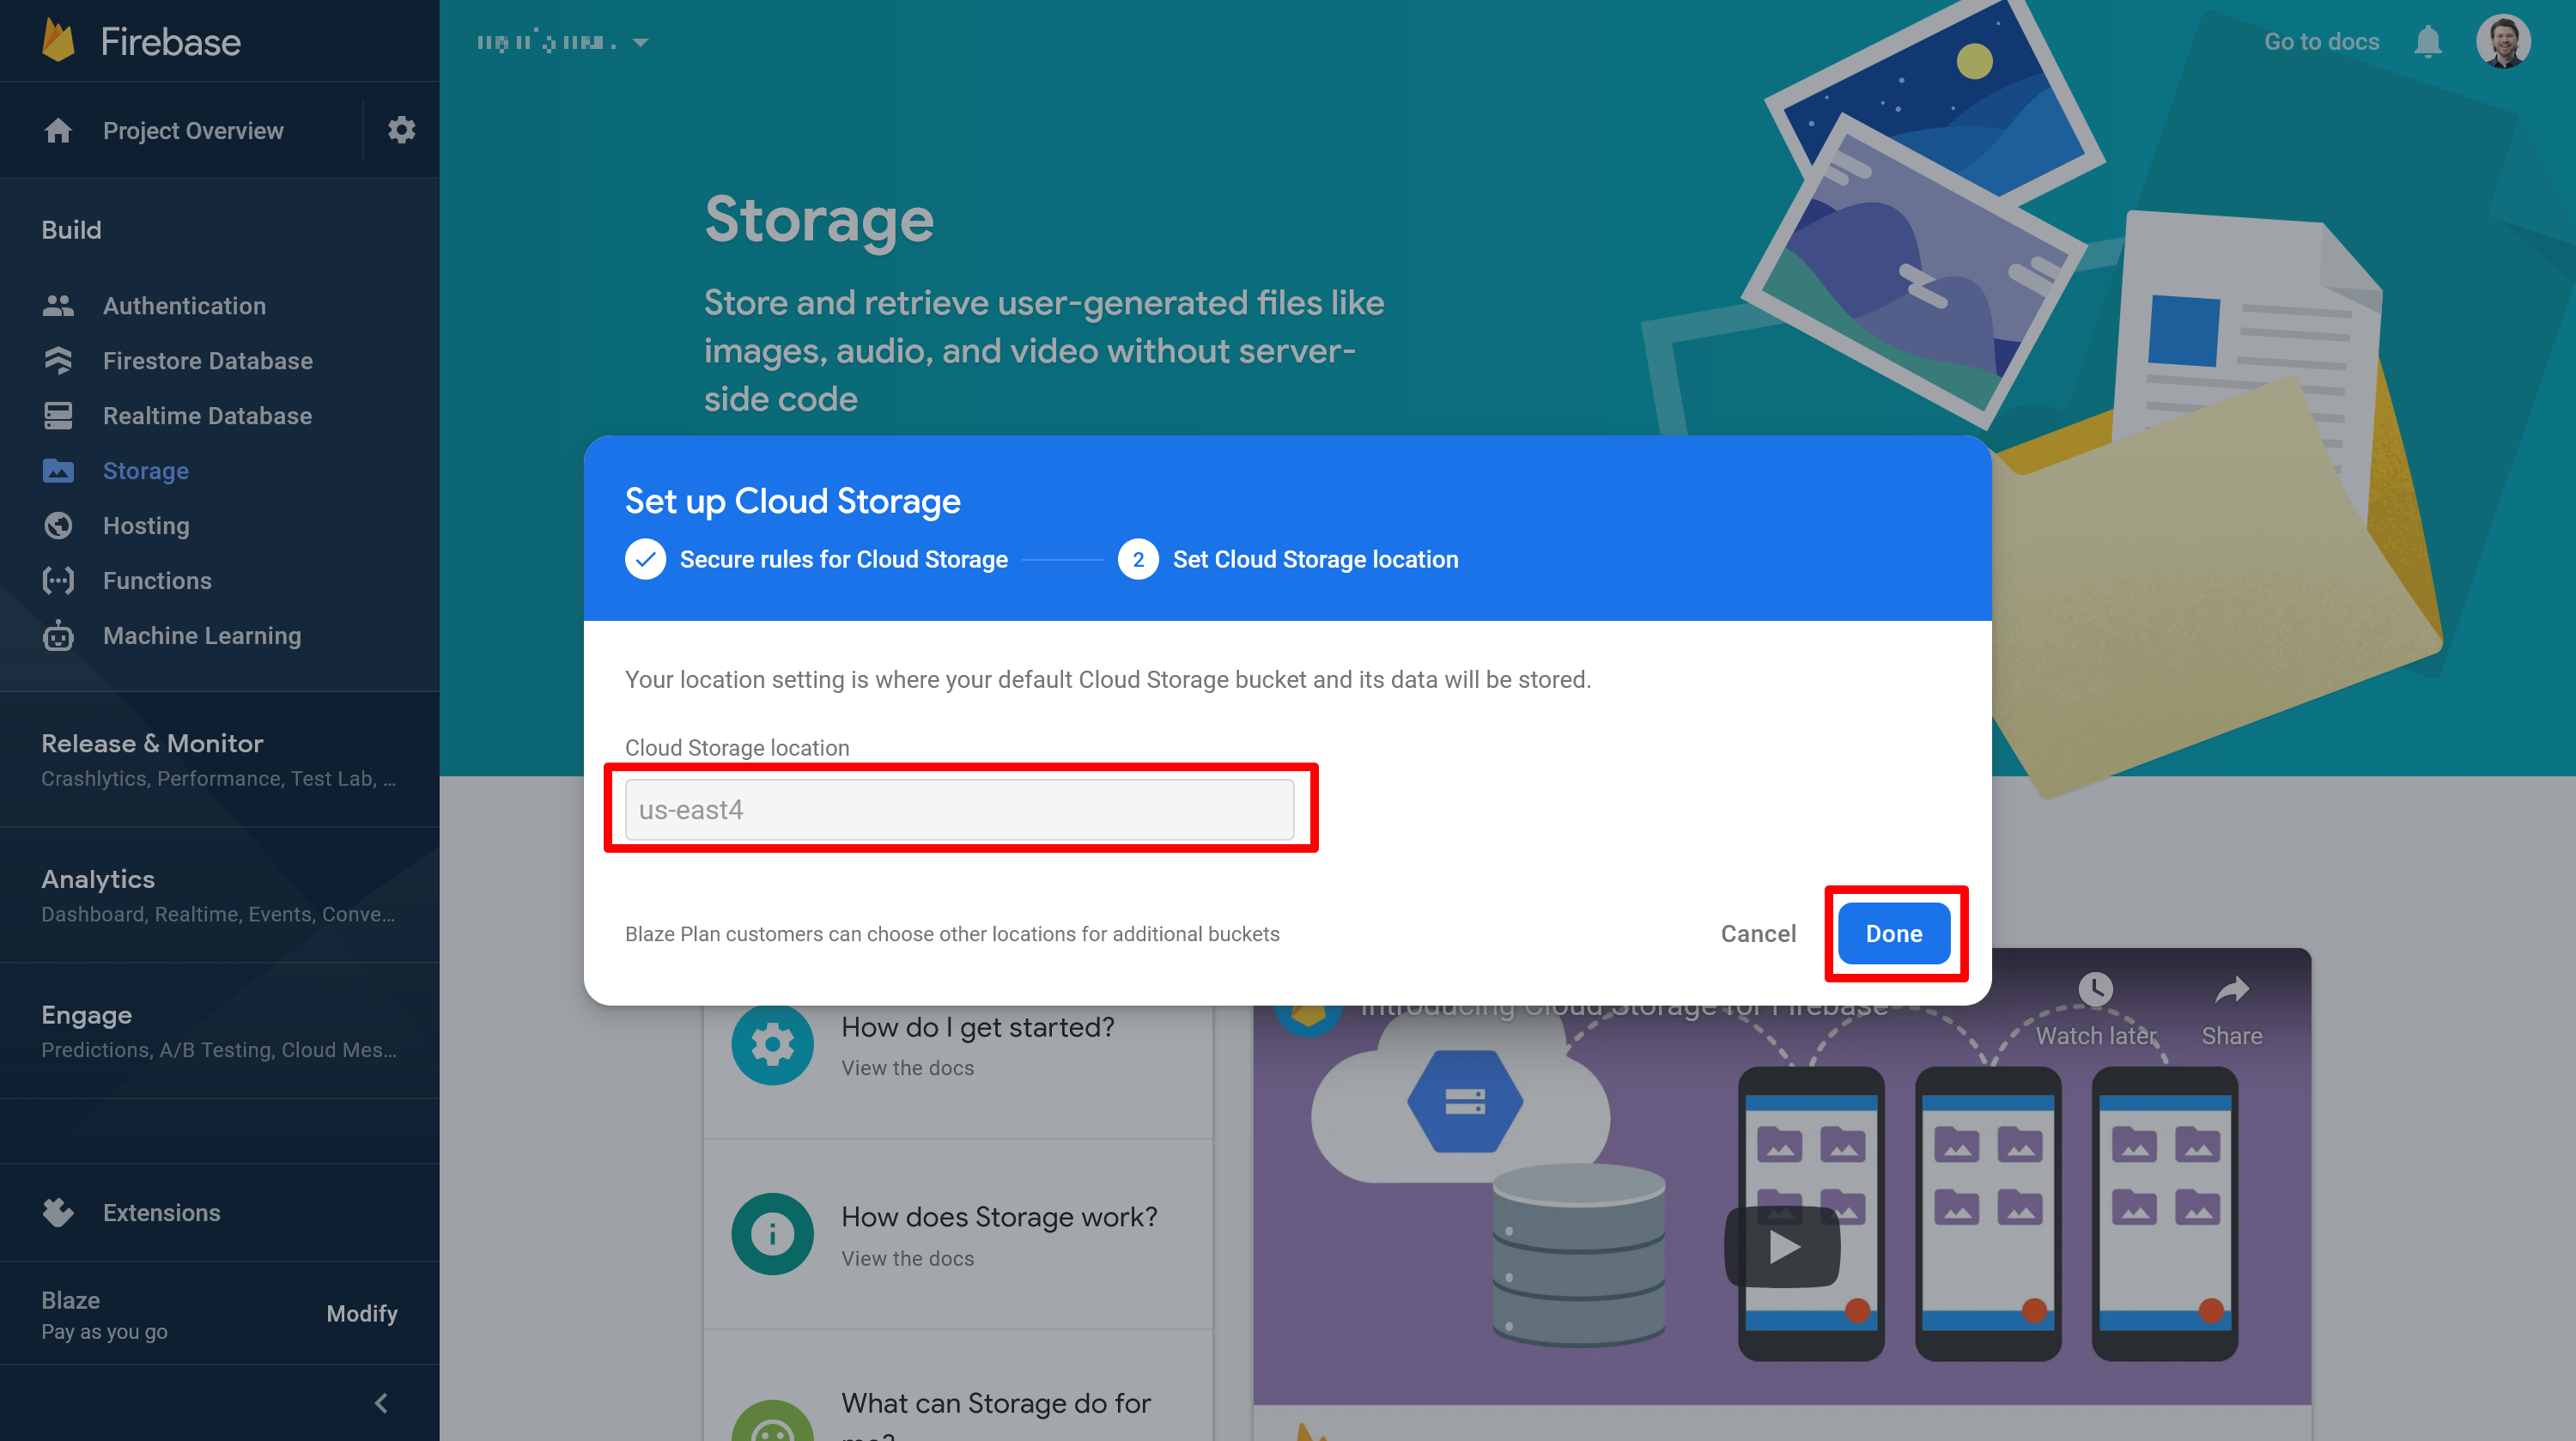 Firebase
Go to docs
Project Overview
Build
Authentication
Firestore Database
Realtime Database
Storage
Hosting
Functions
Machine Learning
Release & Monitor
Crashlytics, Performance, Test Lab, ...
Analytics
Dashboard, Realtime, Events, Conve...
Engage
Predictions, A/B Testing, Cloud Mes...
Extensions
Blaze
Pay as you go
Modify
Storage
Store and retrieve user-generated files like
images, audio, and video without server-
side code
Set up Cloud Storage
Secure rules for Cloud Storage
2 Set Cloud Storage location
Your location setting is where your default Cloud Storage bucket and its data will be stored.
Cloud Storage location
us-east4
Blaze Plan customers can choose other locations for additional buckets
Cancel
Done
How do I get started?
View the docs
How does Storage work?
View the docs
What can Storage do for
me?
Introducing Cloud Storage for Firebase
Watch later
Share